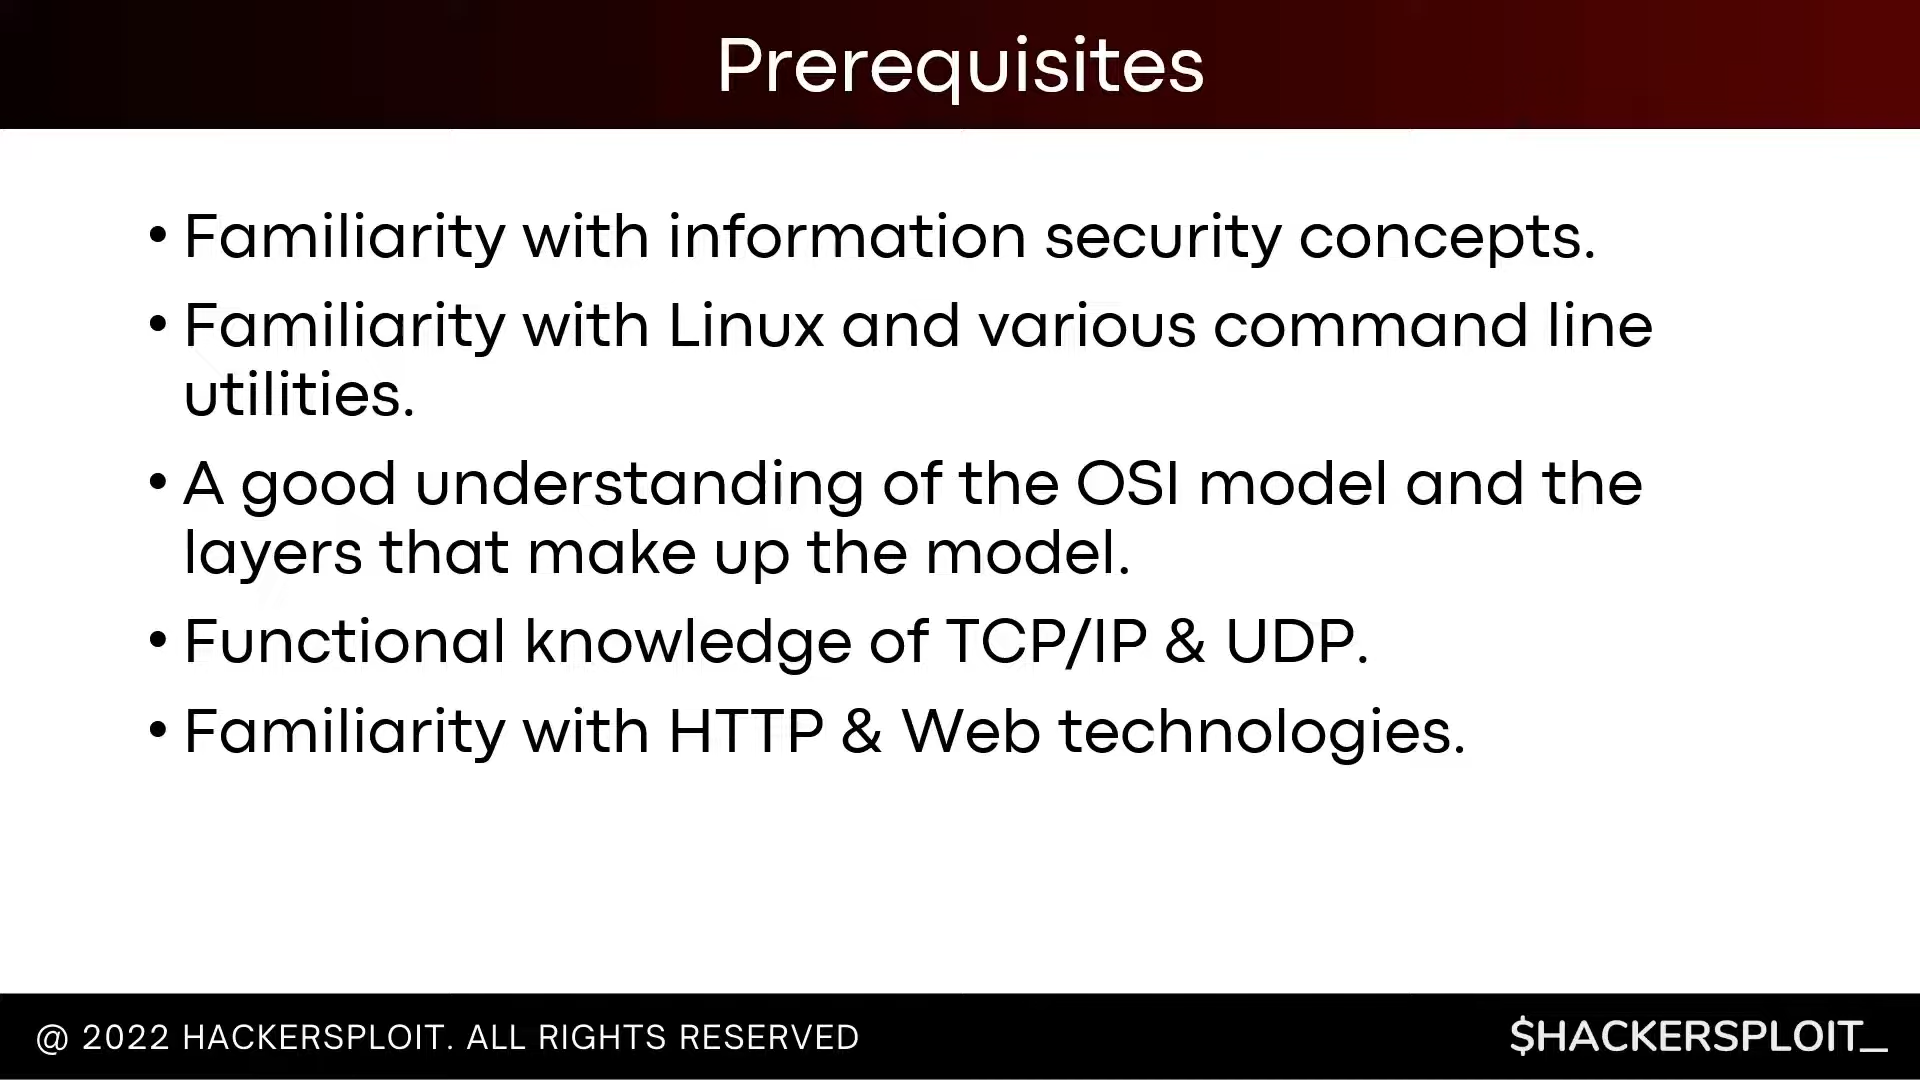 Prerequisites
• Familiarity with information security concepts.
• Familiarity with Linux and various command line
utilities.
• A good understanding of the OSI model and the
layers that make up the model.
• Functional knowledge of TCP/IP & UDP.
• Familiarity with HTTP & Web technologies.
@ 2022 HACKERSPLOIT. ALL RIGHTS RESERVED
$HACKERSPLOIT_